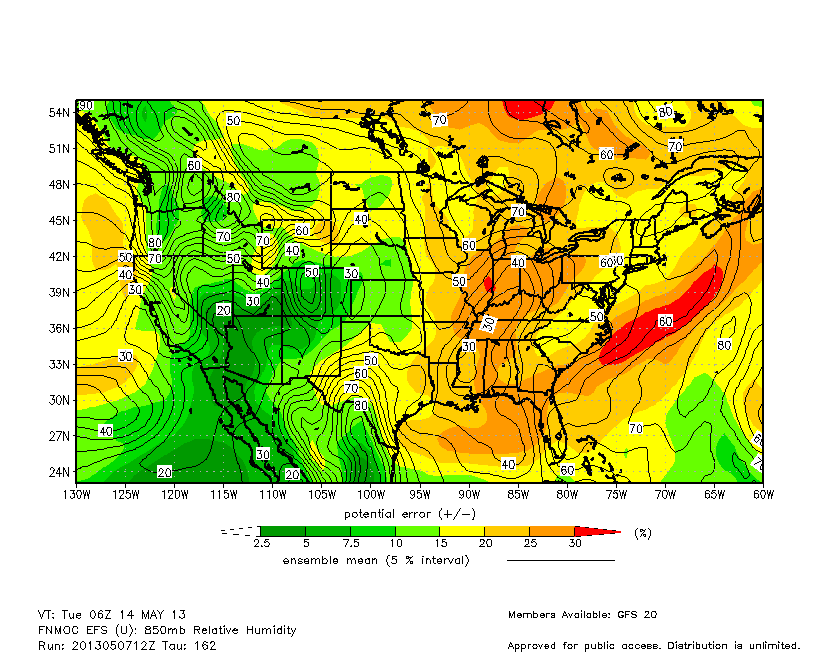 90
50
70
80
54N
51N
60
60
70
48N
80
70
45N
40
60
80
70
70
40
60
42N
50
70
50
40
60
50
40
40
50
30
50
39N
30
30
20
36N
30
50
60
33N
30
30
50
80
60
30N
70
80
27N
40
70
60
30
24N
20
20
40
60
130W 125W 120W 115W 110W 105W 100W 95W 90W 85W 80W 75W 70W 65W 60W
potential error (+/-)
2.5 5 7.5 10 15 20 25 30 (%)
ensemble mean (5 % interval)
VT: Tue 06Z 14 MAY 13
Members Available: GFS 20
FNMOC EFS (U): 850mb Relative Humidity
Run: 2013050712Z Tau: 162
Approved for public access. Distribution is unlimited.